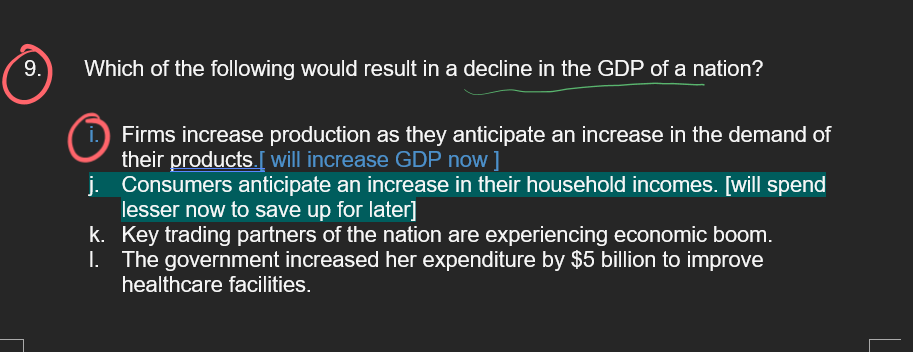 9. Which of the following would result in a decline in the GDP of a nation?
i. Firms increase production as they anticipate an increase in the demand of
their products.[ will increase GDP now ]
j. Consumers anticipate an increase in their household incomes. [will spend
lesser now to save up for later]
k. Key trading partners of the nation are experiencing economic boom.
l. The government increased her expenditure by $5 billion to improve
healthcare facilities.